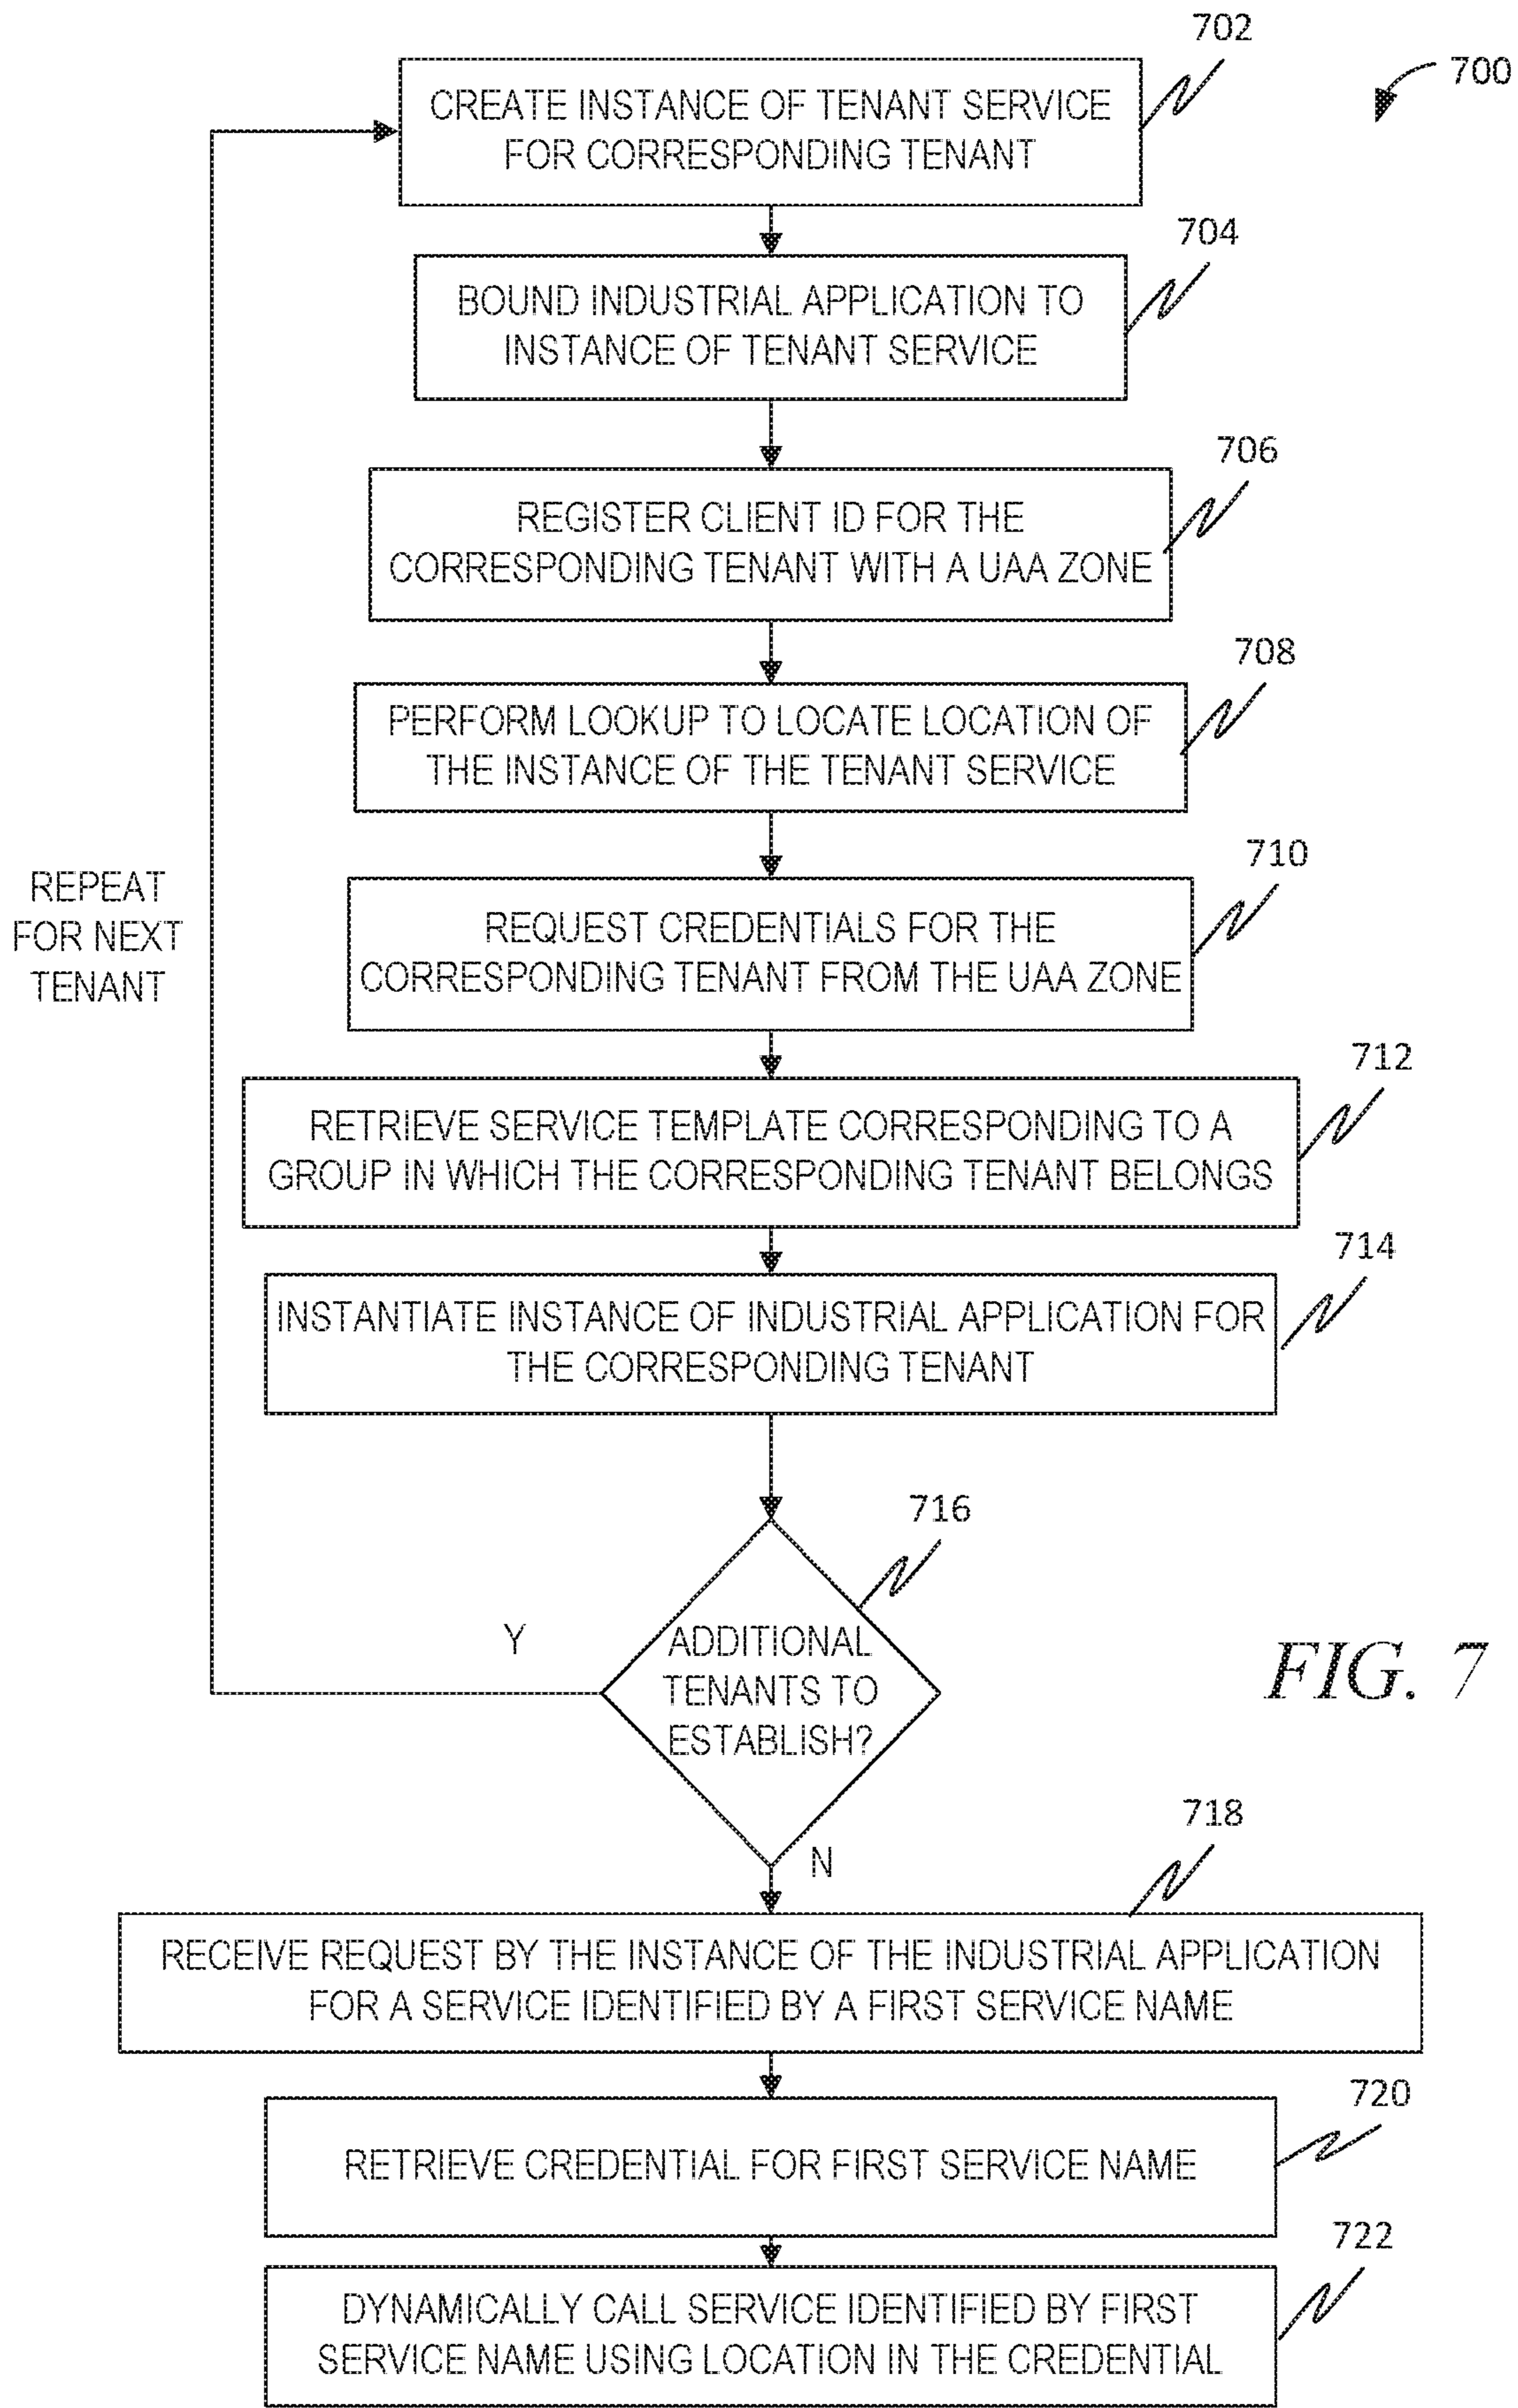 702
700
CREATE INSTANCE OF TENANT SERVICE
FOR CORRESPONDING TENANT
704
BOUND INDUSTRIAL APPLICATION TO
INSTANCE OF TENANT SERVICE
706
REGISTER CLIENT ID FOR THE
CORRESPONDING TENANT WITH A UAA ZONE
708
PERFORM LOOKUP TO LOCATE LOCATION OF
THE INSTANCE OF THE TENANT SERVICE
710
REPEAT
FOR NEXT
TENANT
REQUEST CREDENTIALS FOR THE
CORRESPONDING TENANT FROM THE UAA ZONE
712
RETRIEVE SERVICE TEMPLATE CORRESPONDING TO A
GROUP IN WHICH THE CORRESPONDING TENANT BELONGS
714
INSTANTIATE INSTANCE OF INDUSTRIAL APPLICATION FOR
THE CORRESPONDING TENANT
716
Y
ADDITIONAL
TENANTS TO
ESTABLISH?
FIG. 7
N
718
RECEIVE REQUEST BY THE INSTANCE OF THE INDUSTRIAL APPLICATION
FOR A SERVICE IDENTIFIED BY A FIRST SERVICE NAME
720
RETRIEVE CREDENTIAL FOR FIRST SERVICE NAME
722
DYNAMICALLY CALL SERVICE IDENTIFIED BY FIRST
SERVICE NAME USING LOCATION IN THE CREDENTIAL